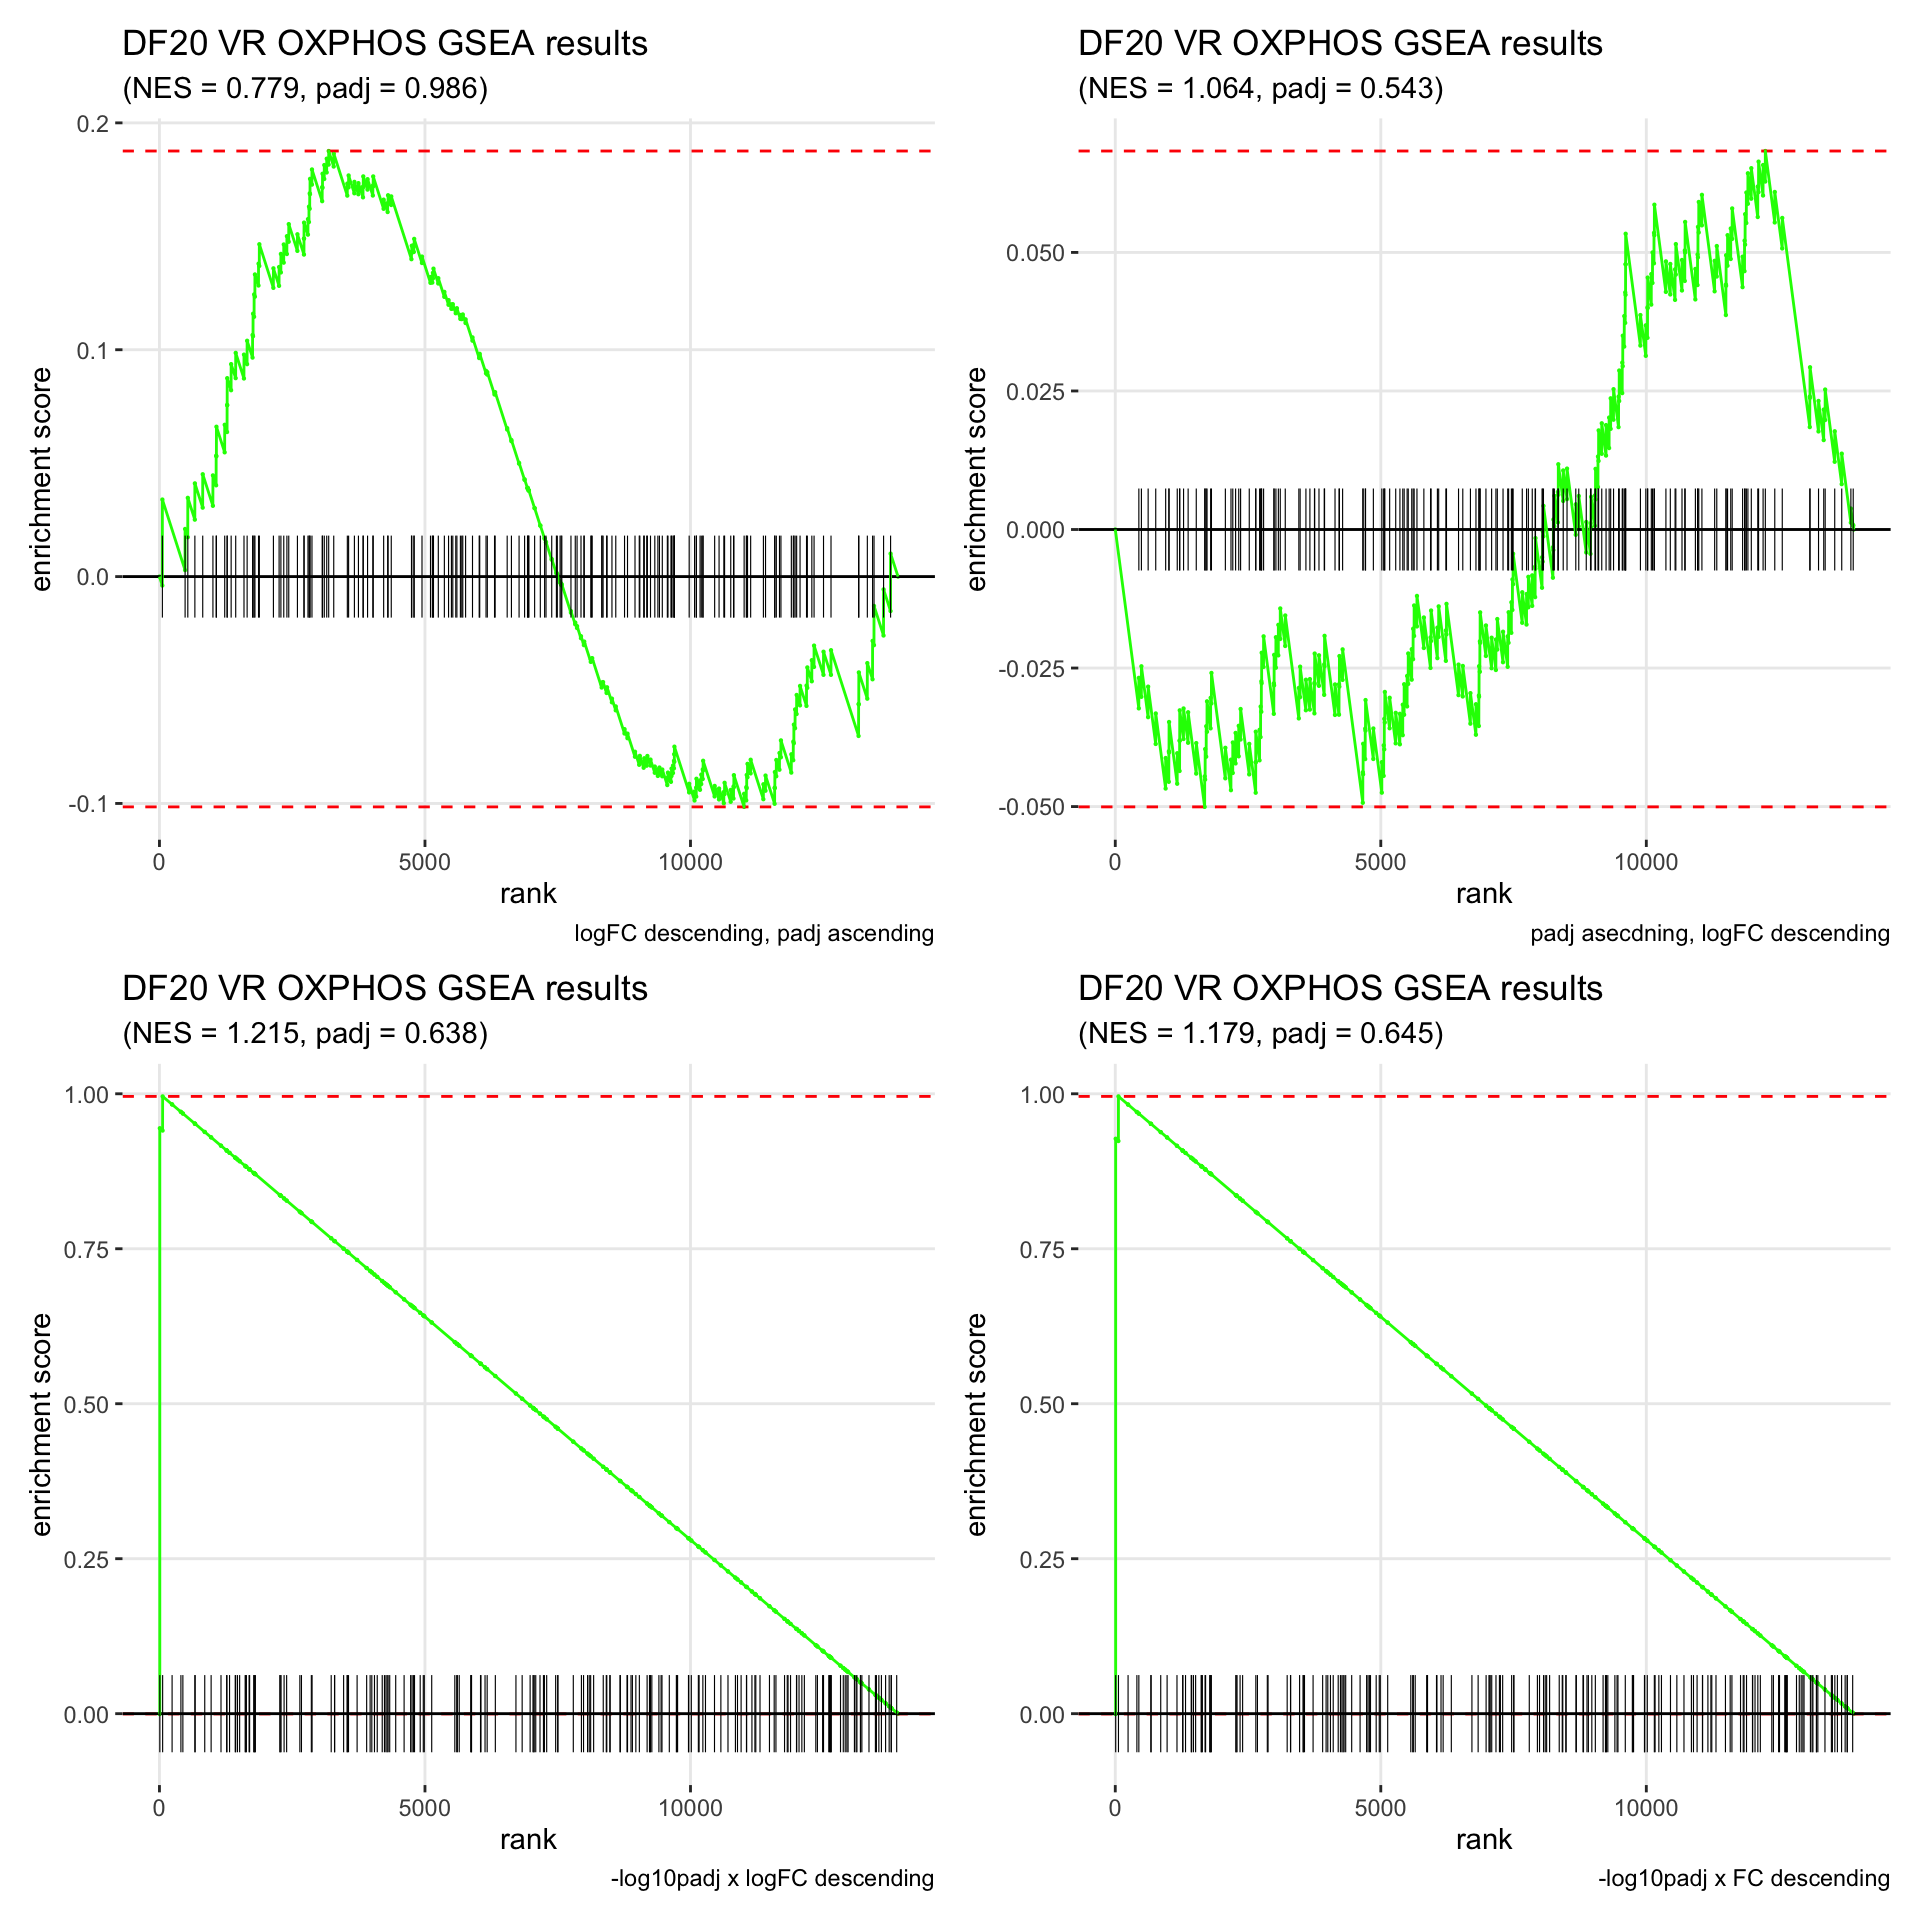 DF20 VR OXPHOS GSEA results
(NES = 0.779, padj = 0.986)
0.2
0.1
0.0
-0.1
enrichment score
0
5000
10000
rank
logFC descending, padj ascending
DF20 VR OXPHOS GSEA results
(NES = 1.064, padj = 0.543)
0.050
0.025
0.000
-0.025
-0.050
enrichment score
0
5000
10000
rank
padj asecdning, logFC descending
DF20 VR OXPHOS GSEA results
(NES = 1.215, padj = 0.638)
1.00
0.75
0.50
0.25
0.00
enrichment score
0
5000
10000
rank
-log10padj x logFC descending
DF20 VR OXPHOS GSEA results
(NES = 1.179, padj = 0.645)
1.00
0.75
0.50
0.25
0.00
enrichment score
0
5000
10000
rank
-log10padj x FC descending